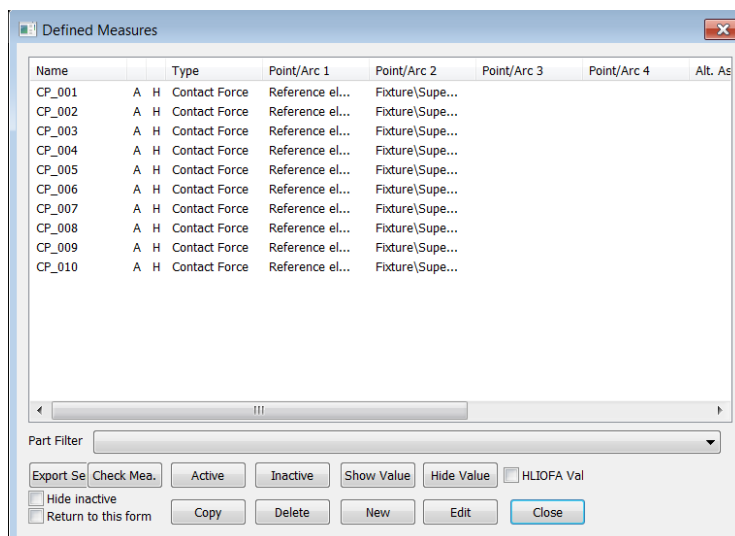 Defined Measures
Name Type Point/Arc 1 Point/Arc 2 Point/Arc 3 Point/Arc 4 Alt. As
CP_001 A H Contact Force Reference el... Fixture\Supe...
CP_002 A H Contact Force Reference el... Fixture\Supe...
CP_003 A H Contact Force Reference el... Fixture\Supe...
CP_004 A H Contact Force Reference el... Fixture\Supe...
CP_005 A H Contact Force Reference el... Fixture\Supe...
CP_006 A H Contact Force Reference el... Fixture\Supe...
CP_007 A H Contact Force Reference el... Fixture\Supe...
CP_008 A H Contact Force Reference el... Fixture\Supe...
CP_009 A H Contact Force Reference el... Fixture\Supe...
CP_010 A H Contact Force Reference el... Fixture\Supe...
Part Filter
Export Se Check Mea. Active Inactive Show Value Hide Value HLIOFA Val
Hide inactive
Return to this form Copy Delete New Edit Close